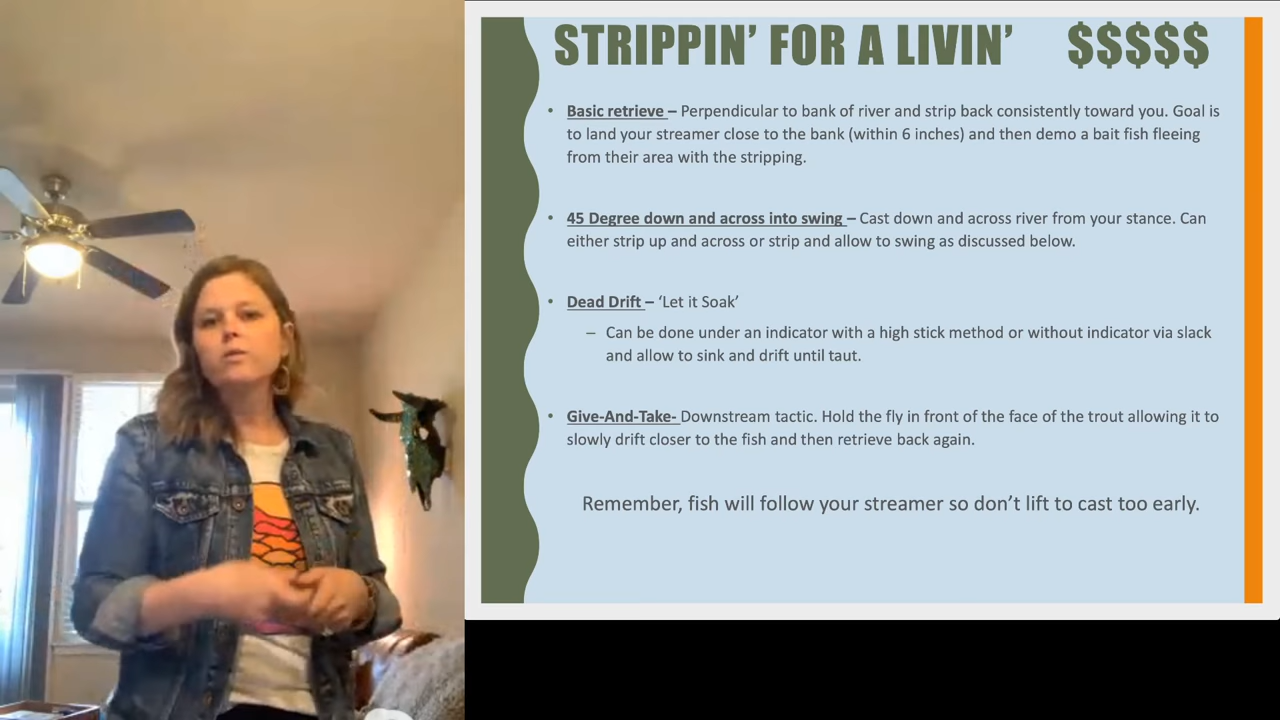 STRIPPIN' FOR A LIVIN' $$$$$
• Basic retrieve – Perpendicular to bank of river and strip back consistently toward you. Goal is
to land your streamer close to the bank (within 6 inches) and then demo a bait fish fleeing
from their area with the stripping.
• 45 Degree down and across into swing – Cast down and across river from your stance. Can
either strip up and across or strip and allow to swing as discussed below.
• Dead Drift – ‘Let it Soak’
– Can be done under an indicator with a high stick method or without indicator via slack
and allow to sink and drift until taut.
• Give-And-Take- Downstream tactic. Hold the fly in front of the face of the trout allowing it to
slowly drift closer to the fish and then retrieve back again.
Remember, fish will follow your streamer so don’t lift to cast too early.